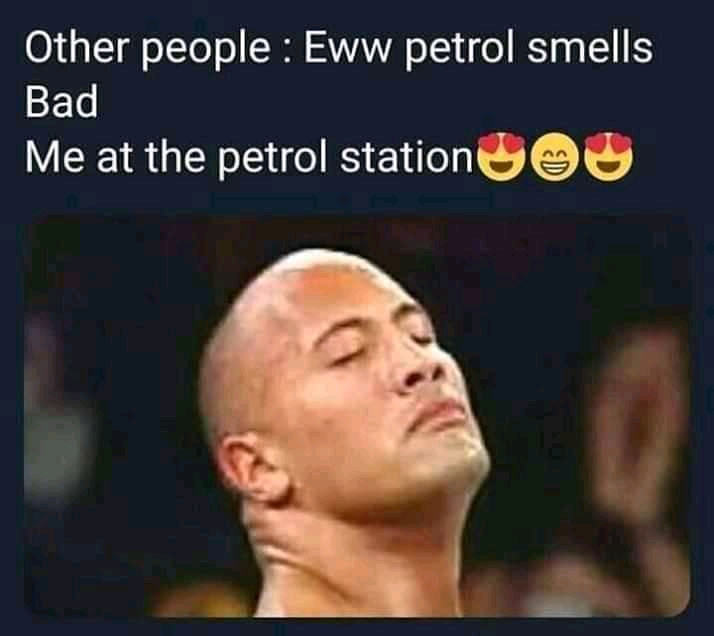 Other people : Eww petrol smells
Bad
Me at the petrol station😍😁😍